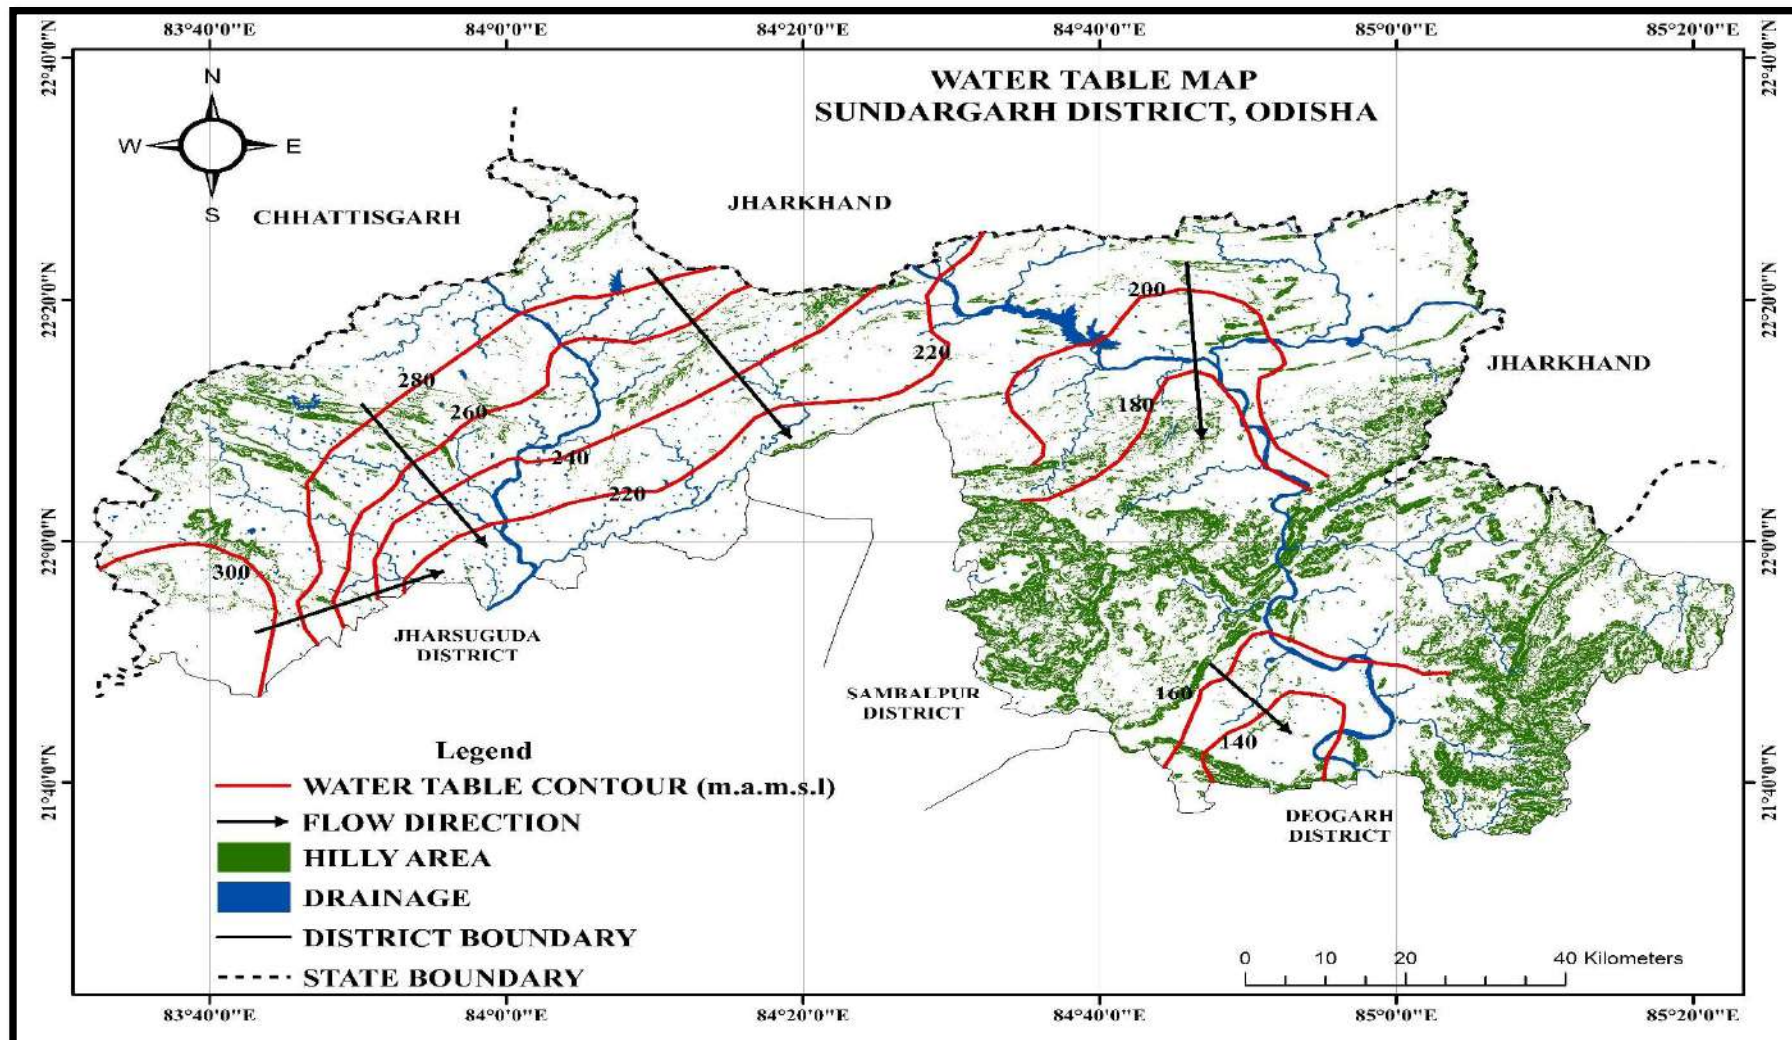 83°40'0"E 84°0'0"E 84°20'0"E 84°40'0"E 85°0'0"E 85°20'0"E
22°40'0"N
22°40'0"N
N
W E
S
WATER TABLE MAP
SUNDARGARH DISTRICT, ODISHA
CHHATTISGARH
JHARKHAND
JHARKHAND
22°20'0"N
22°20'0"N
200
220
280
180
260
240
220
22°0'0"N
22°0'0"N
300
JHARSUGUDA
DISTRICT
SAMBALPUR
DISTRICT
160
140
DEOGARH
DISTRICT
21°40'0"N
21°40'0"N
Legend
WATER TABLE CONTOUR (m.a.m.s.l)
FLOW DIRECTION
HILLY AREA
DRAINAGE
DISTRICT BOUNDARY
STATE BOUNDARY
0 10 20 40 Kilometers
83°40'0"E 84°0'0"E 84°20'0"E 84°40'0"E 85°0'0"E 85°20'0"E